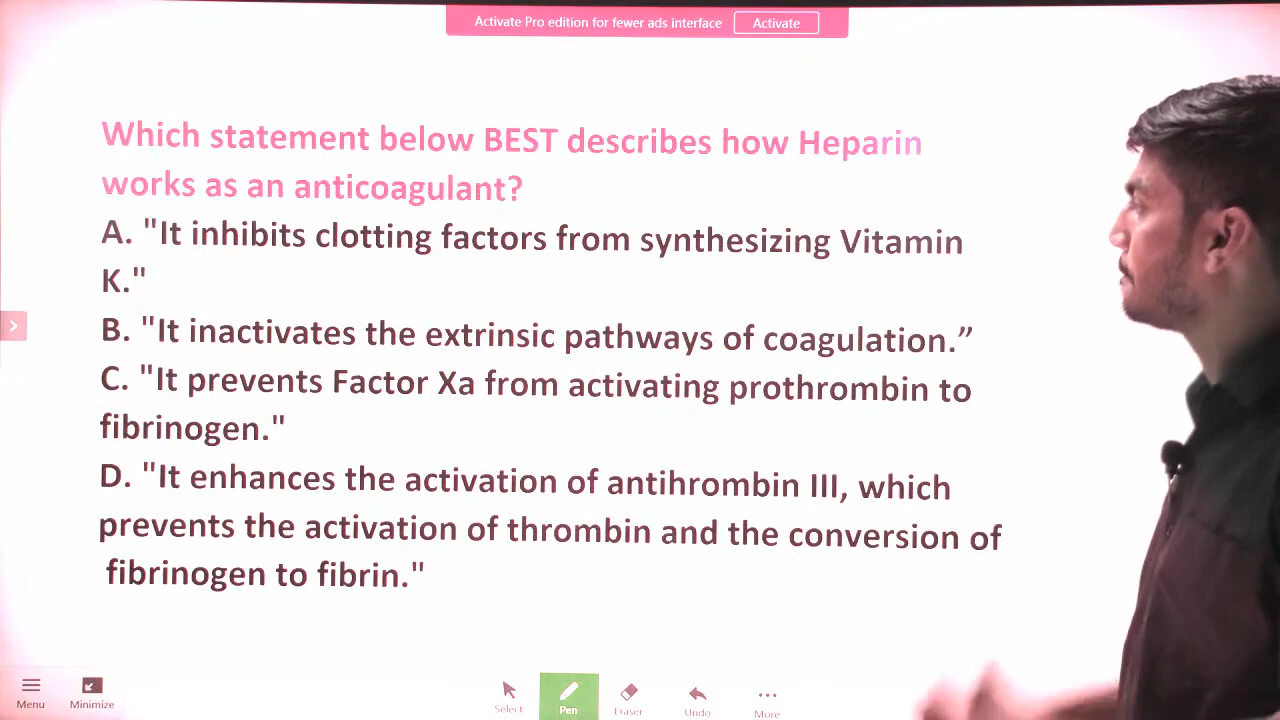 Activate Pro edition for fewer ads interface Activate
Which statement below BEST describes how Heparin
works as an anticoagulant?
A. "It inhibits clotting factors from synthesizing Vitamin
K."
B. "It inactivates the extrinsic pathways of coagulation.”
C. "It prevents Factor Xa from activating prothrombin to
fibrinogen."
D. "It enhances the activation of antihrombin III, which
prevents the activation of thrombin and the conversion of
fibrinogen to fibrin."
Menu Minimize Select Pen Eraser Undo More